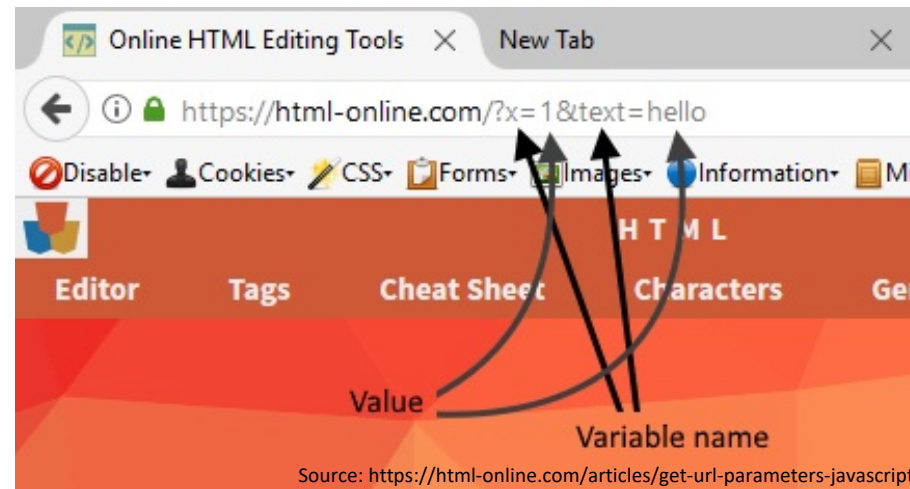 Online HTML Editing Tools
New Tab
https://html-online.com/?x=1&text=hello
Disable Cookies CSS Forms Images Information
HTML
Editor Tags Cheat Sheet Characters
Value
Variable name
Source: https://html-online.com/articles/get-url-parameters-javascript